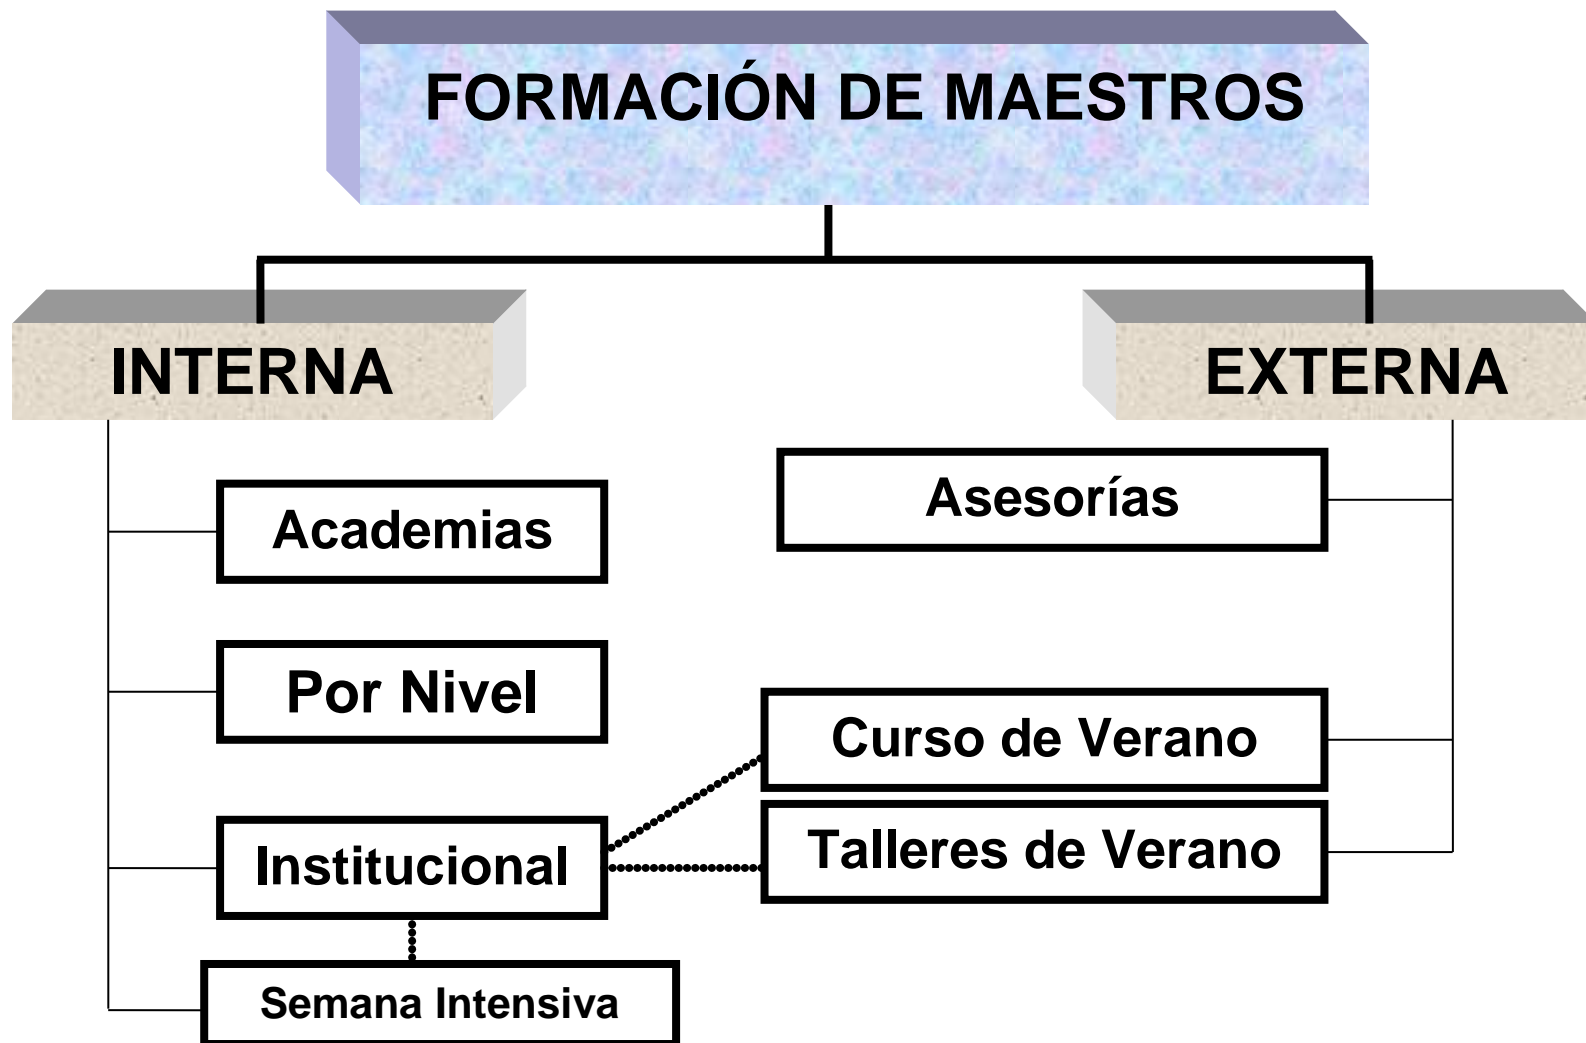 FORMACIÓN DE MAESTROS
INTERNA
EXTERNA
Academias
Asesorías
Por Nivel
Curso de Verano
Institucional
Talleres de Verano
Semana Intensiva